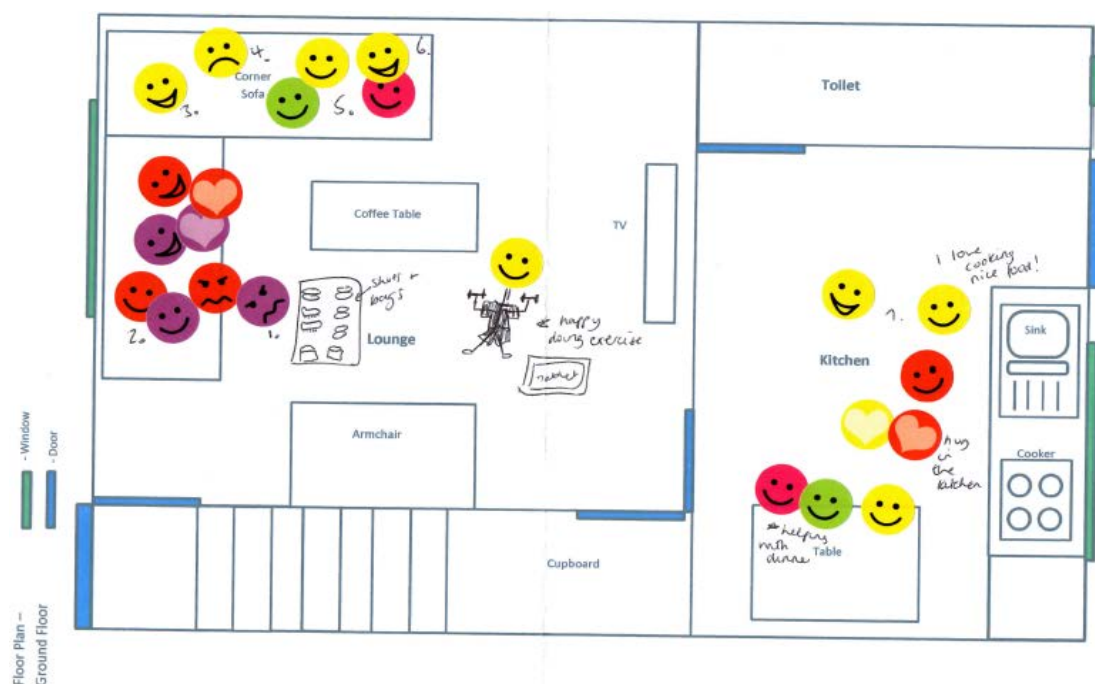 4.
6.
Corner
Sofa
3.
5.
Toilet
Coffee Table
TV
shoes +
bags
2.
1.
Lounge
happy
doing exercise
tablet
Armchair
I love
cooking
nice food!
7.
Sink
Kitchen
hug
in
the
kitchen
Cooker
helping
with
dinner
Table
Cupboard
- Window
- Door
Floor Plan –
Ground Floor